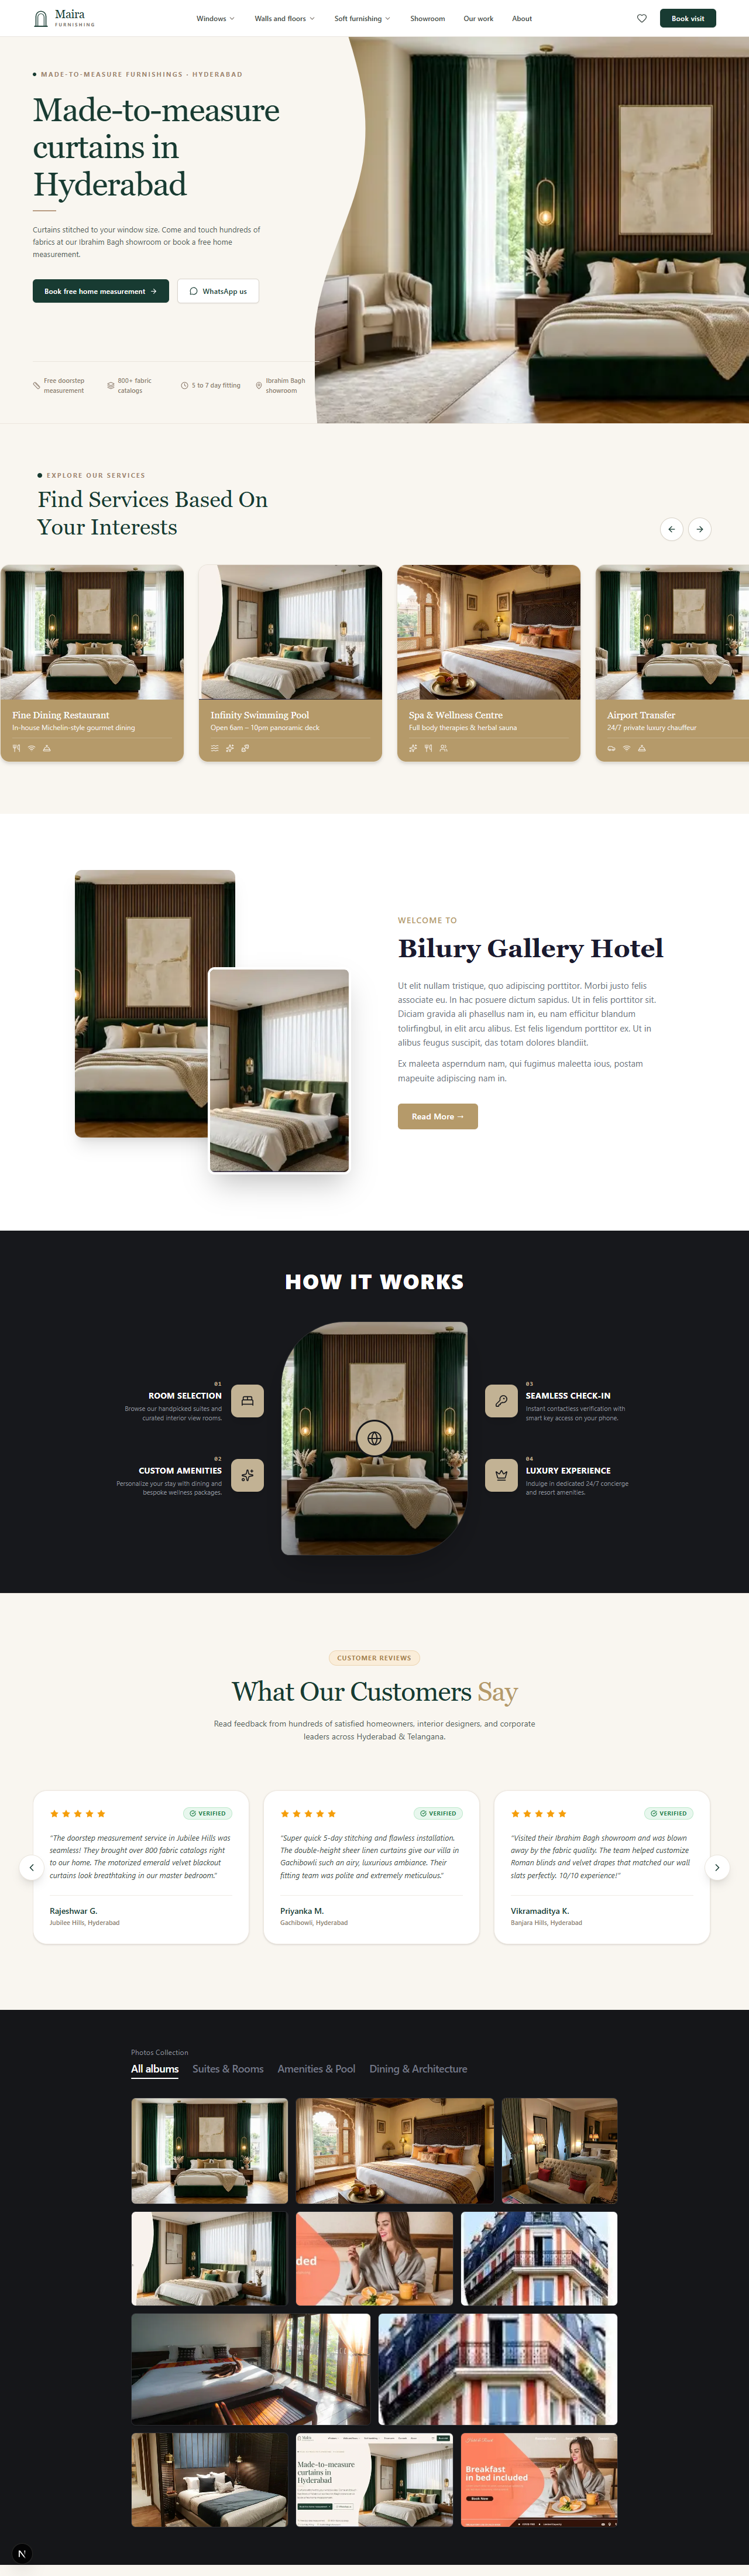 Maira
FURNISHING
Windows
Walls and floors
Soft furnishing
Showroom
Our work
About
Book visit
MADE-TO-MEASURE FURNISHINGS · HYDERABAD
Made-to-measure
curtains in
Hyderabad
Curtains stitched to your window size. Come and touch hundreds of
fabrics at our Ibrahim Bagh showroom or book a free home
measurement.
Book free home measurement →
WhatsApp us
Free doorstep
measurement
800+ fabric
catalogs
5 to 7 day fitting
Ibrahim Bagh
showroom
EXPLORE OUR SERVICES
Find Services Based On
Your Interests
Fine Dining Restaurant
In-house Michelin-style gourmet dining
Infinity Swimming Pool
Open 6am – 10pm panoramic deck
Spa & Wellness Centre
Full body therapies & herbal sauna
Airport Transfer
24/7 private luxury chauffeur
WELCOME TO
Bilury Gallery Hotel
Ut elit nullam tristique, quo adipiscing porttitor. Morbi justo felis
associate eu. In hac posuere dictum sapidus. Ut in felis porttitor sit.
Diciam gravida ali phasellus nam in, eu nam efficitur blandum
tolirfingbul, in elit arcu alibus. Est felis ligendum porttitor ex. Ut in
alibus feugus suscipit, das totam dolores blandiit.
Ex maleeta asperndum nam, qui fugimus maleetta ious, postam
mapeuite adipiscing nam in.
Read More →
HOW IT WORKS
01
ROOM SELECTION
Browse our handpicked suites and
curated interior view rooms.
02
CUSTOM AMENITIES
Personalize your stay with dining and
bespoke wellness packages.
03
SEAMLESS CHECK-IN
Instant contactless verification with
smart key access on your phone.
04
LUXURY EXPERIENCE
Indulge in dedicated 24/7 concierge
and resort amenities.
CUSTOMER REVIEWS
What Our Customers Say
Read feedback from hundreds of satisfied homeowners, interior designers, and corporate
leaders across Hyderabad & Telangana.
VERIFIED
"The doorstep measurement service in Jubilee Hills was
seamless! They brought over 800 fabric catalogs right
to our home. The motorized emerald velvet blackout
curtains look breathtaking in our master bedroom."
Rajeshwar G.
Jubilee Hills, Hyderabad
VERIFIED
"Super quick 5-day stitching and flawless installation.
The double-height sheer linen curtains give our villa in
Gachibowli such an airy, luxurious ambiance. Their
fitting team was polite and extremely meticulous."
Priyanka M.
Gachibowli, Hyderabad
VERIFIED
"Visited their Ibrahim Bagh showroom and was blown
away by the fabric quality. The team helped customize
Roman blinds and velvet drapes that matched our wall
slats perfectly. 10/10 experience!"
Vikramaditya K.
Banjara Hills, Hyderabad
Photos Collection
All albums
Suites & Rooms
Amenities & Pool
Dining & Architecture
ded
Made-to-measure
curtains in
Hyderabad
Breakfast
in bed included
Book Now
N